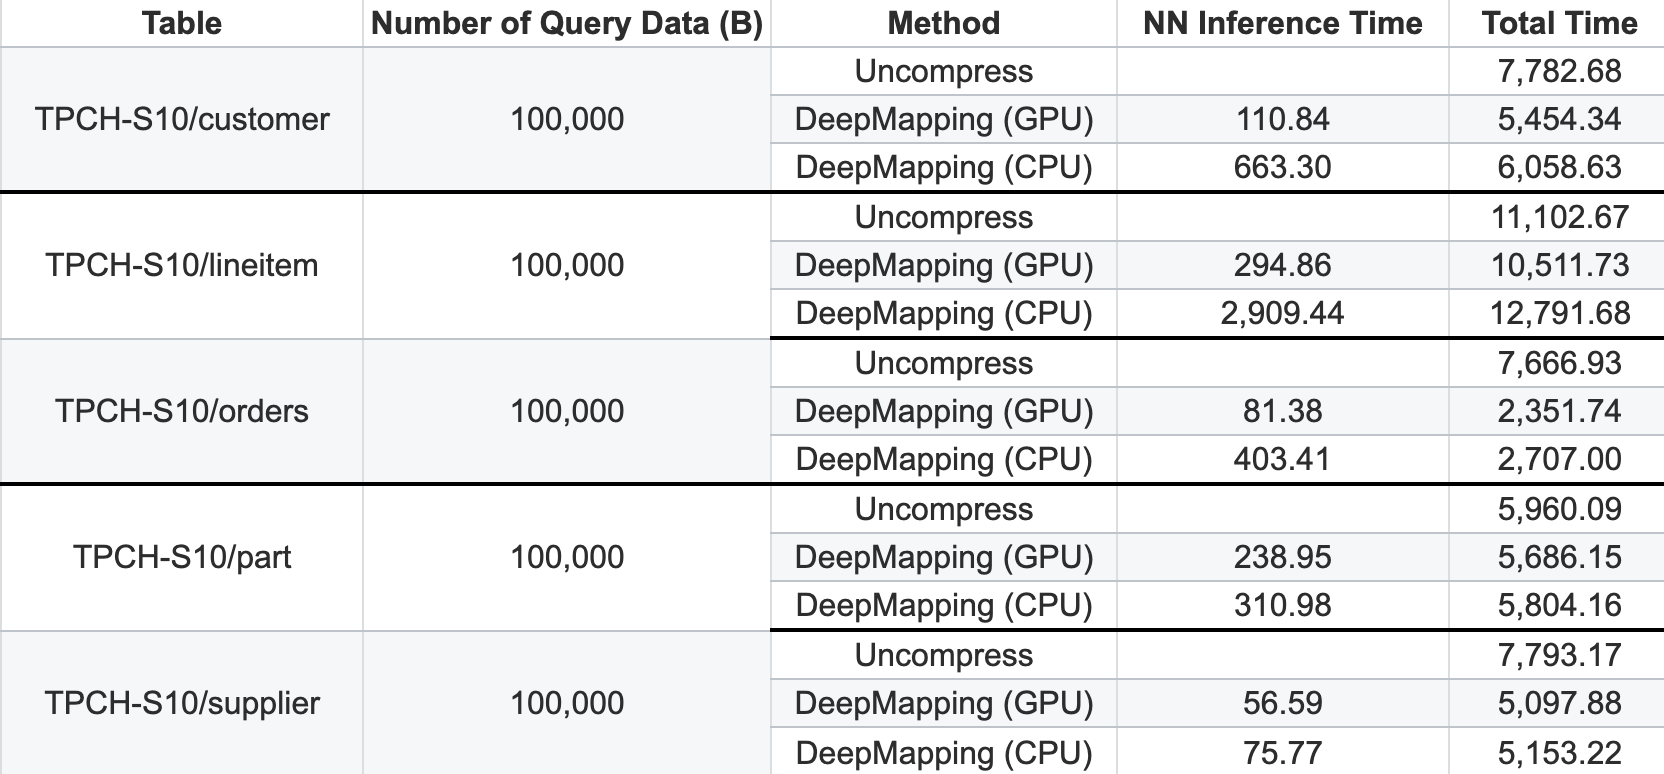 Table Number of Query Data (B) Method NN Inference Time Total Time
Uncompress 7,782.68
TPCH-S10/customer 100,000 DeepMapping (GPU) 110.84 5,454.34
DeepMapping (CPU) 663.30 6,058.63
Uncompress 11,102.67
TPCH-S10/lineitem 100,000 DeepMapping (GPU) 294.86 10,511.73
DeepMapping (CPU) 2,909.44 12,791.68
Uncompress 7,666.93
TPCH-S10/orders 100,000 DeepMapping (GPU) 81.38 2,351.74
DeepMapping (CPU) 403.41 2,707.00
Uncompress 5,960.09
TPCH-S10/part 100,000 DeepMapping (GPU) 238.95 5,686.15
DeepMapping (CPU) 310.98 5,804.16
Uncompress 7,793.17
TPCH-S10/supplier 100,000 DeepMapping (GPU) 56.59 5,097.88
DeepMapping (CPU) 75.77 5,153.22